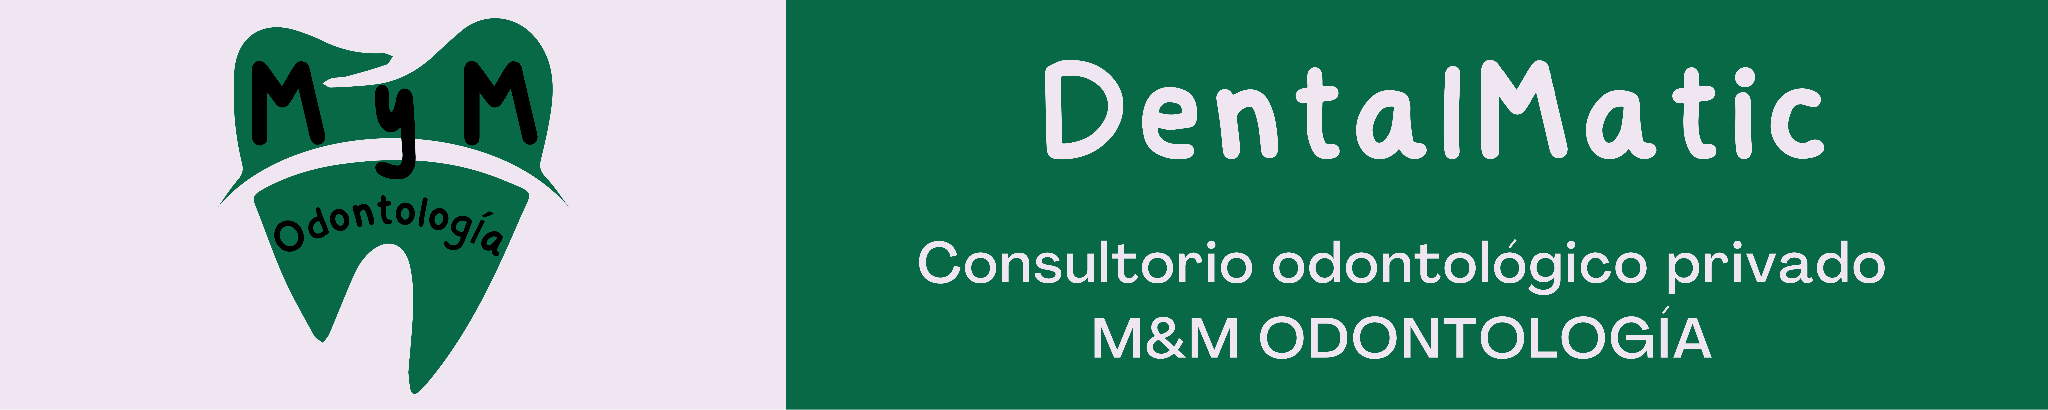 M y M
Odontología
DentalMatic
Consultorio odontológico privado
M&M ODONTOLOGÍA